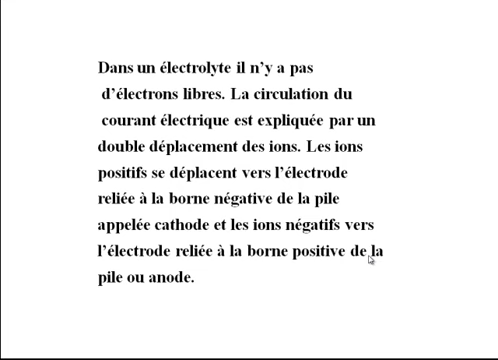 Dans un électrolyte il n’y a pas
d’électrons libres. La circulation du
courant électrique est expliquée par un
double déplacement des ions. Les ions
positifs se déplacent vers l’électrode
reliée à la borne négative de la pile
appelée cathode et les ions négatifs vers
l’électrode reliée à la borne positive de la
pile ou anode.